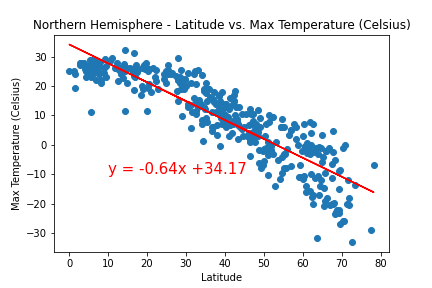 Northern Hemisphere - Latitude vs. Max Temperature (Celsius)
Max Temperature (Celsius)
30
20
10
0
−10
−20
−30
y = -0.64x +34.17
0 10 20 30 40 50 60 70 80
Latitude